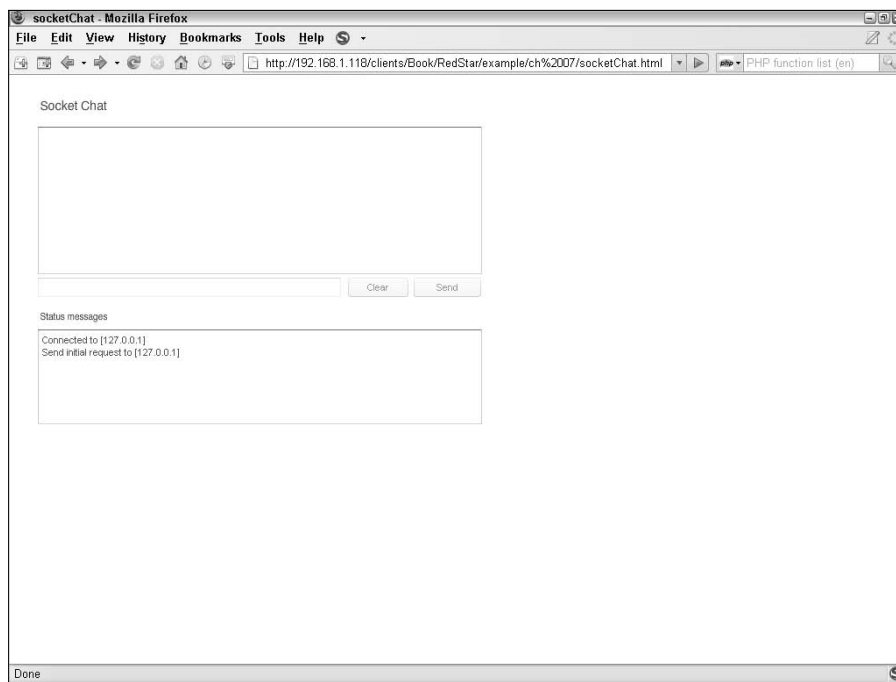 socketChat - Mozilla Firefox
File Edit View History Bookmarks Tools Help
http://192.168.1.118/clients/Book/RedStar/example/ch%2007/socketChat.html php PHP function list (en)
Socket Chat
Clear Send
Status messages
Connected to [127.0.0.1]
Send initial request to [127.0.0.1]
Done